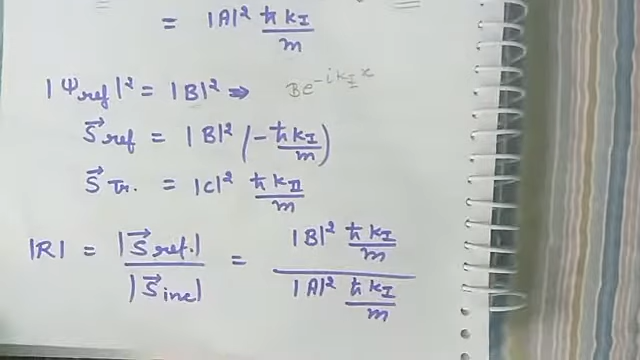 = |A|² ħk_I/m
|Ψ_ref|² = |B|² ⇒ Be^{-ik_I x}
S⃗_ref = |B|² (-ħk_I/m)
S⃗_Tr. = |C|² ħk_II/m
|R| = |S⃗_ref.|/|S⃗_inc| = |B|² ħk_I/m / |A|² ħk_I/m